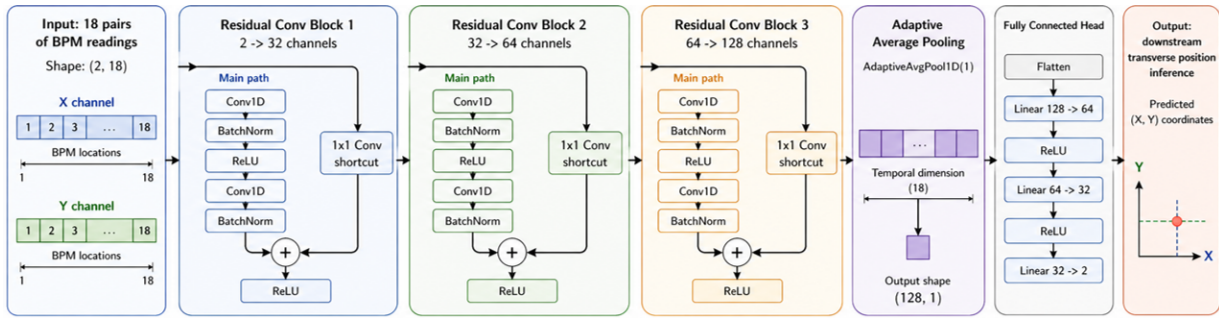 Input: 18 pairs
of BPM readings
Shape: (2, 18)
X channel
1 2 3 ... 18
BPM locations
1 18
Y channel
1 2 3 ... 18
BPM locations
1 18
Residual Conv Block 1
2 -> 32 channels
Main path
Conv1D
BatchNorm
ReLU
Conv1D
BatchNorm
1x1 Conv
shortcut
+
ReLU
Residual Conv Block 2
32 -> 64 channels
Main path
Conv1D
BatchNorm
ReLU
Conv1D
BatchNorm
1x1 Conv
shortcut
+
ReLU
Residual Conv Block 3
64 -> 128 channels
Main path
Conv1D
BatchNorm
ReLU
Conv1D
BatchNorm
1x1 Conv
shortcut
+
ReLU
Adaptive
Average Pooling
AdaptiveAvgPool1D(1)
...
Temporal dimension
(18)
Output shape
(128, 1)
Fully Connected Head
Flatten
Linear 128 -> 64
ReLU
Linear 64 -> 32
ReLU
Linear 32 -> 2
Output:
downstream
transverse position
inference
Predicted
(X, Y) coordinates
Y
X